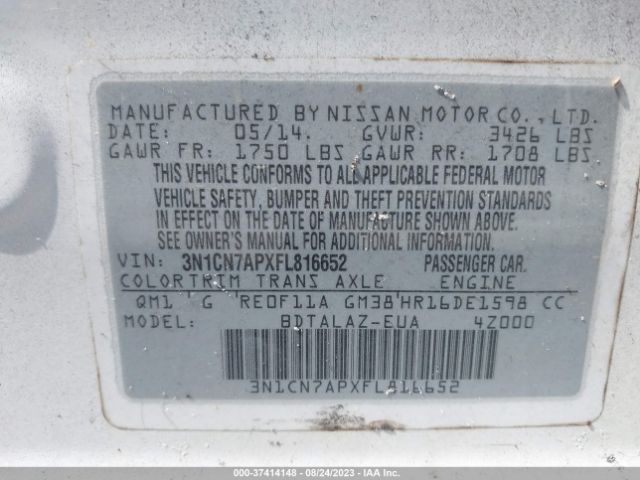 MANUFACTURED BY NISSAN MOTOR CO., LTD.
DATE: 05/14. GVWR: 3426 LBS
GAWR FR: 1750 LBS GAWR RR: 1708 LBS
THIS VEHICLE CONFORMS TO ALL APPLICABLE FEDERAL MOTOR
VEHICLE SAFETY, BUMPER AND THEFT PREVENTION STANDARDS
IN EFFECT ON THE DATE OF MANUFACTURE SHOWN ABOVE.
SEE OWNER'S MANUAL FOR ADDITIONAL INFORMATION.
VIN: 3N1CN7APXFL816652 PASSENGER CAR.
COLOR TRIM TRANS AXLE ENGINE
QM1 G RE0F11A GM38 HR16DE1598 CC
MODEL: BDTALAZ-EUA 4Z000
3N1CN7APXFL816652
000-37414148 - 08/24/2023 - IAA Inc.